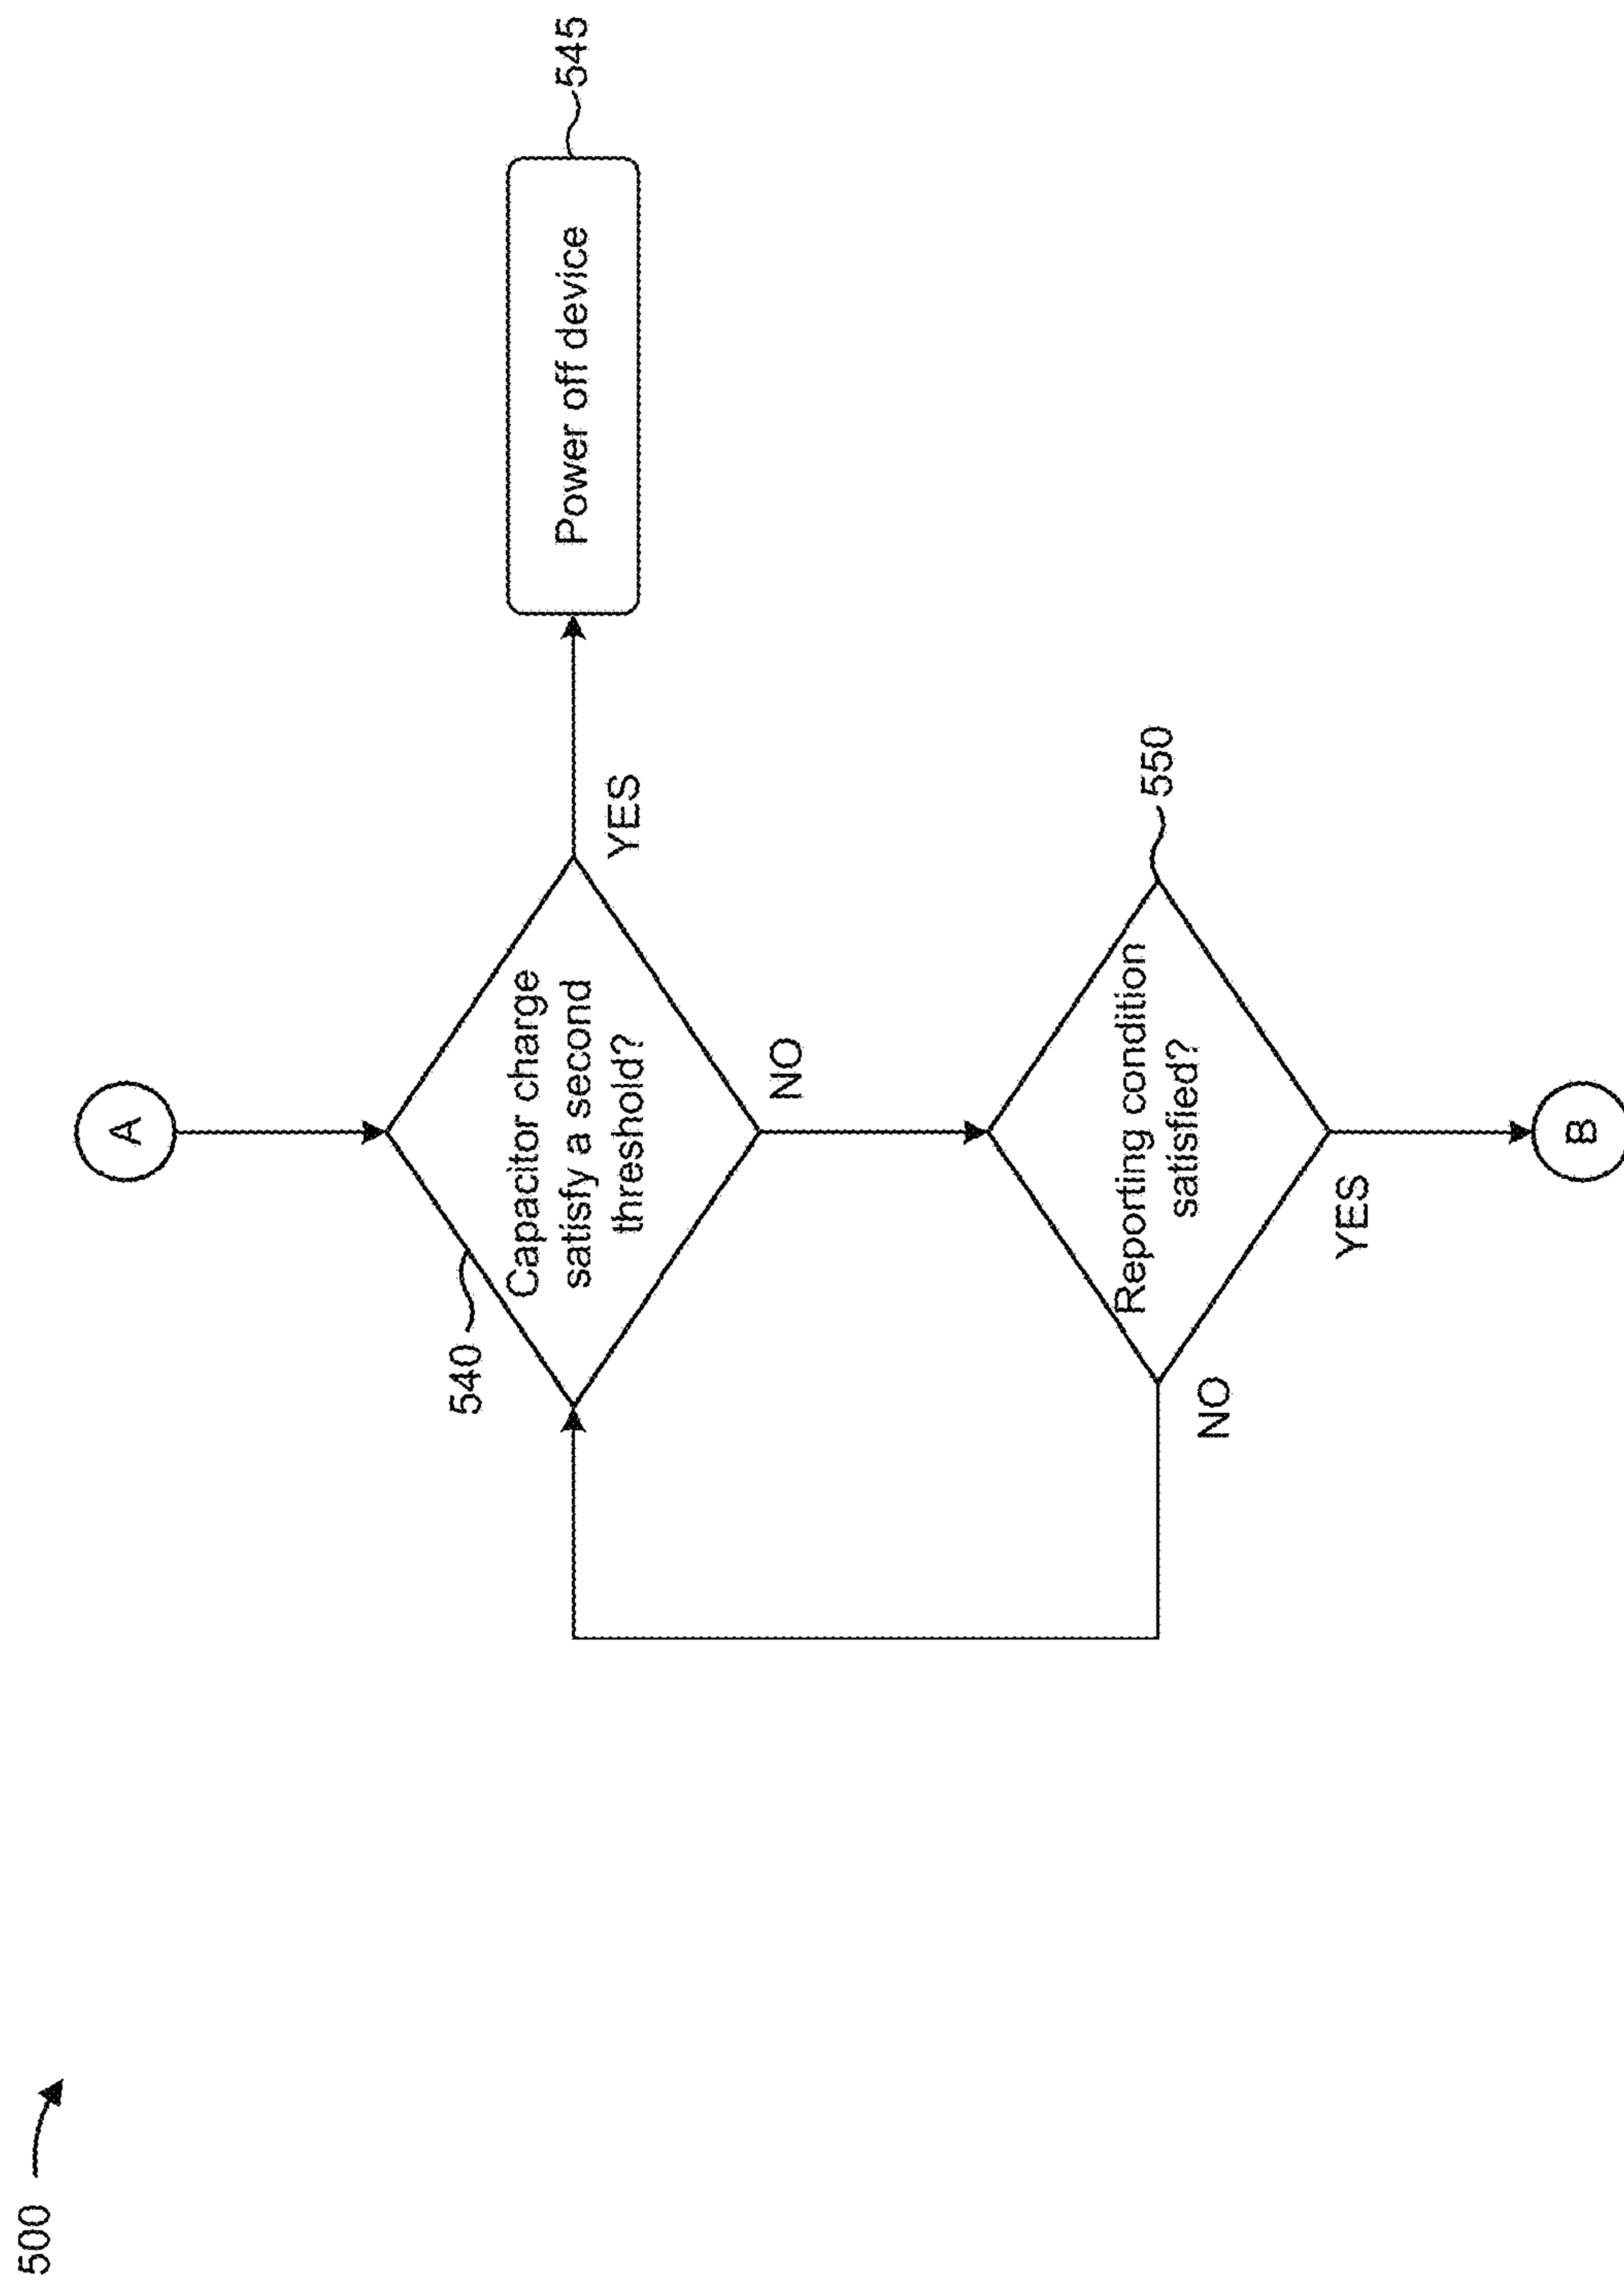 500
A
540
Capacitor charge
satisfy a second
threshold?
YES
Power off device
545
NO
Reporting condition
satisfied?
550
NO
YES
B